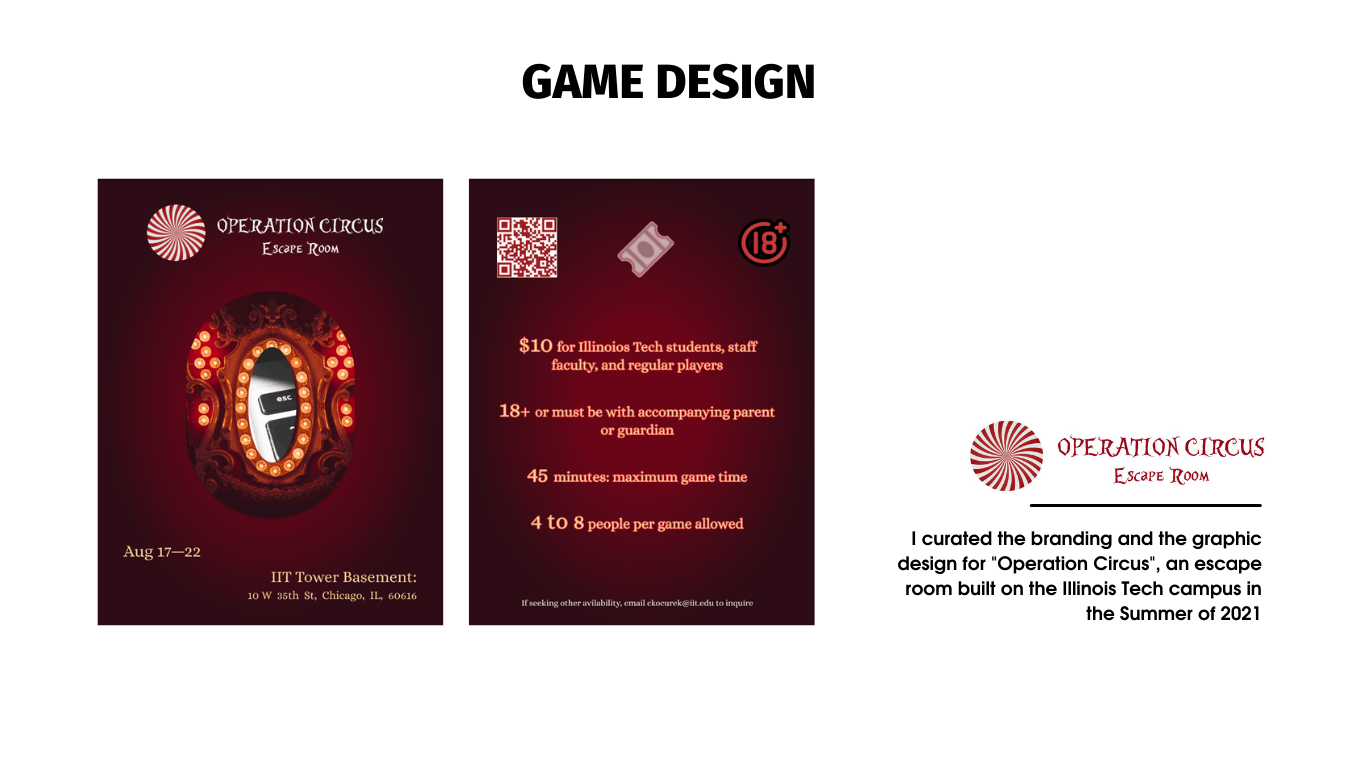 GAME DESIGN
OPERATION CIRCUS
Escape Room
esc
Aug 17—22
IIT Tower Basement:
10 W 35th St, Chicago, IL, 60616
18+
$10 for Illinoios Tech students, staff
faculty, and regular players
18+ or must be with accompanying parent
or guardian
45 minutes: maximum game time
4 to 8 people per game allowed
If seeking other avilability, email ckocurek@iit.edu to inquire
OPERATION CIRCUS
Escape Room
I curated the branding and the graphic
design for "Operation Circus", an escape
room built on the Illinois Tech campus in
the Summer of 2021